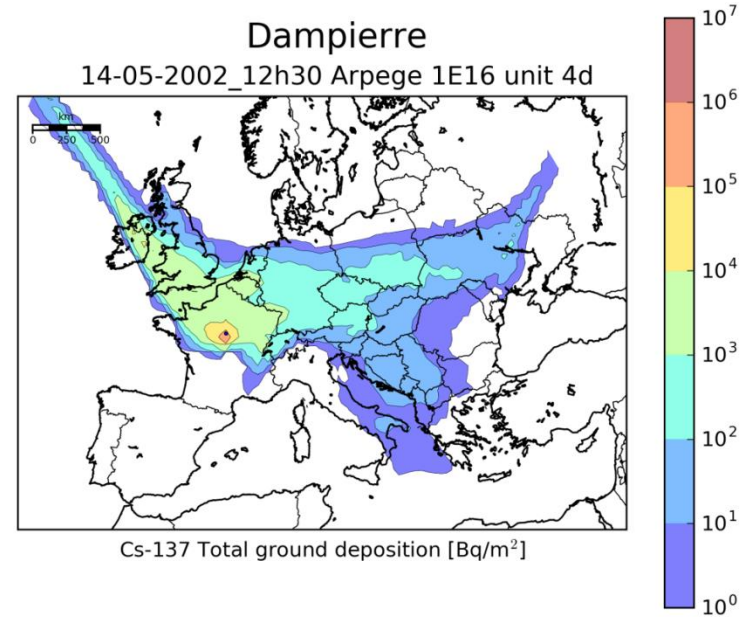 Dampierre
14-05-2002_12h30 Arpege 1E16 unit 4d
km
0 250 500
Cs-137 Total ground deposition [Bq/m²]
10⁷
10⁶
10⁵
10⁴
10³
10²
10¹
10⁰